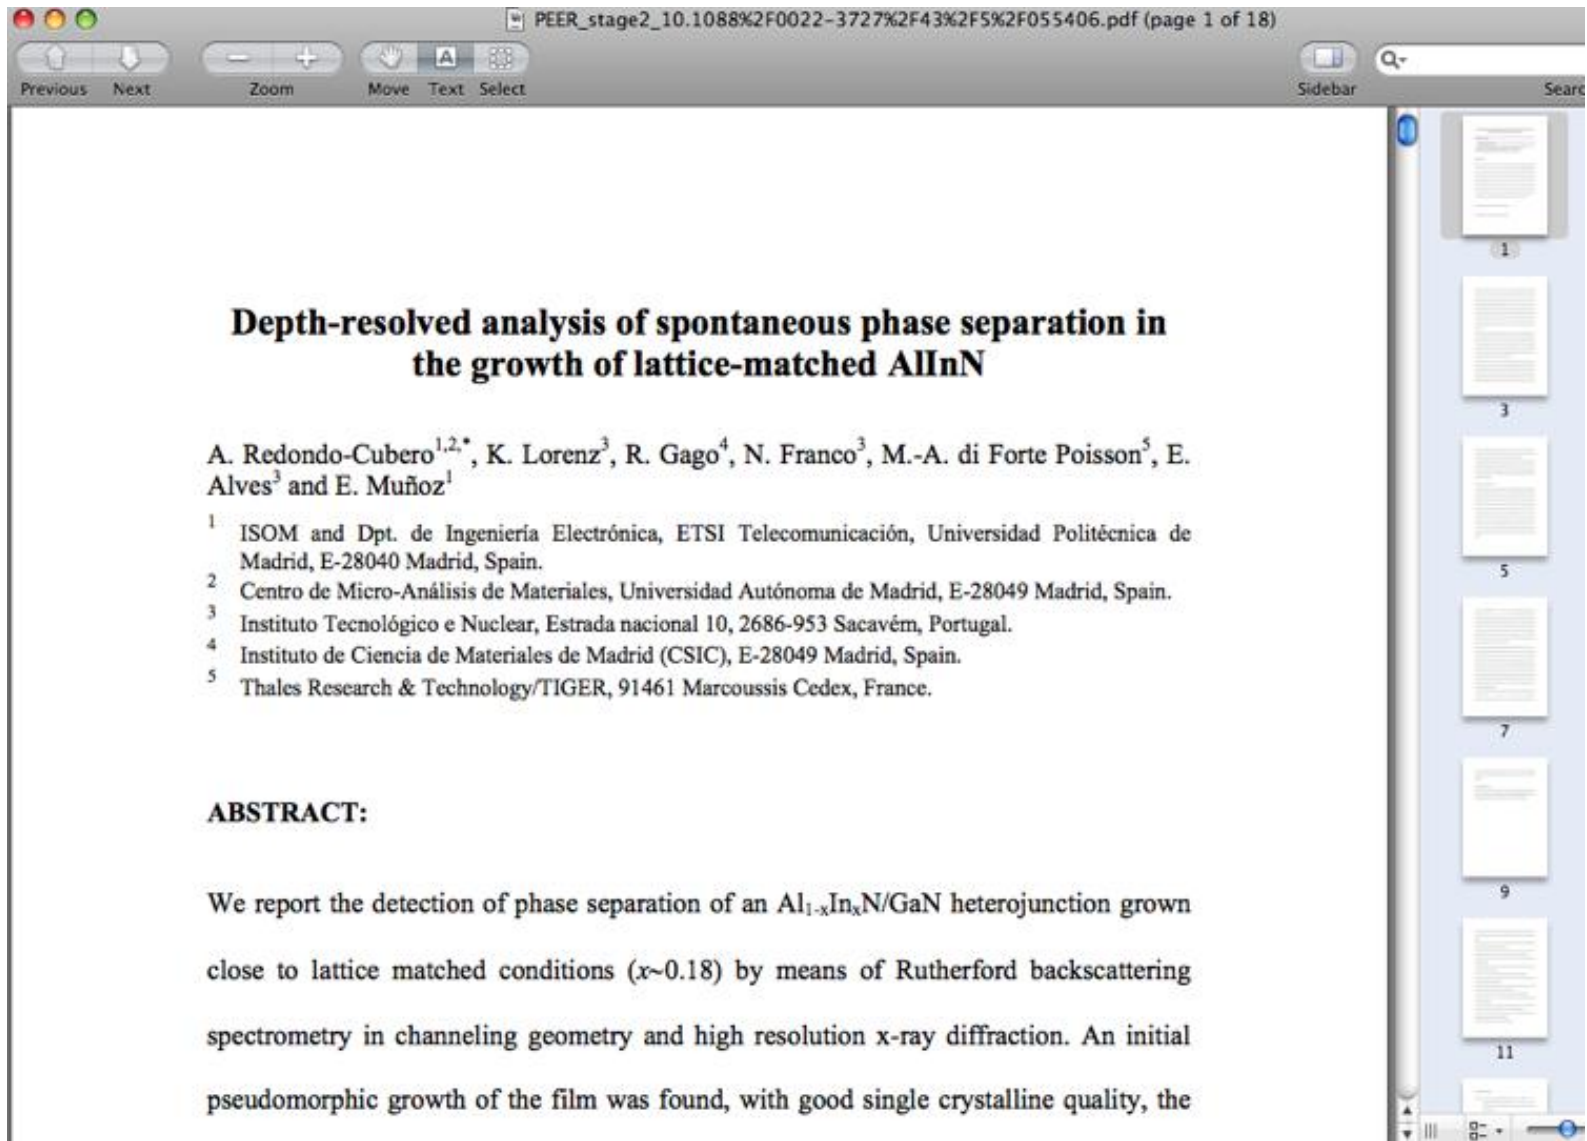 PEER_stage2_10.1088%2F0022-3727%2F43%2F5%2F055406.pdf (page 1 of 18)
Previous Next Zoom Move Text Select Sidebar Searc
Depth-resolved analysis of spontaneous phase separation in
the growth of lattice-matched AlInN
A. Redondo-Cubero1,2,*, K. Lorenz3, R. Gago4, N. Franco3, M.-A. di Forte Poisson5, E.
Alves3 and E. Muñoz1
1 ISOM and Dpt. de Ingeniería Electrónica, ETSI Telecomunicación, Universidad Politécnica de
Madrid, E-28040 Madrid, Spain.
2 Centro de Micro-Análisis de Materiales, Universidad Autónoma de Madrid, E-28049 Madrid, Spain.
3 Instituto Tecnológico e Nuclear, Estrada nacional 10, 2686-953 Sacavém, Portugal.
4 Instituto de Ciencia de Materiales de Madrid (CSIC), E-28049 Madrid, Spain.
5 Thales Research & Technology/TIGER, 91461 Marcoussis Cedex, France.
ABSTRACT:
We report the detection of phase separation of an Al1-xInxN/GaN heterojunction grown
close to lattice matched conditions (x~0.18) by means of Rutherford backscattering
spectrometry in channeling geometry and high resolution x-ray diffraction. An initial
pseudomorphic growth of the film was found, with good single crystalline quality, the
1
3
5
7
9
11